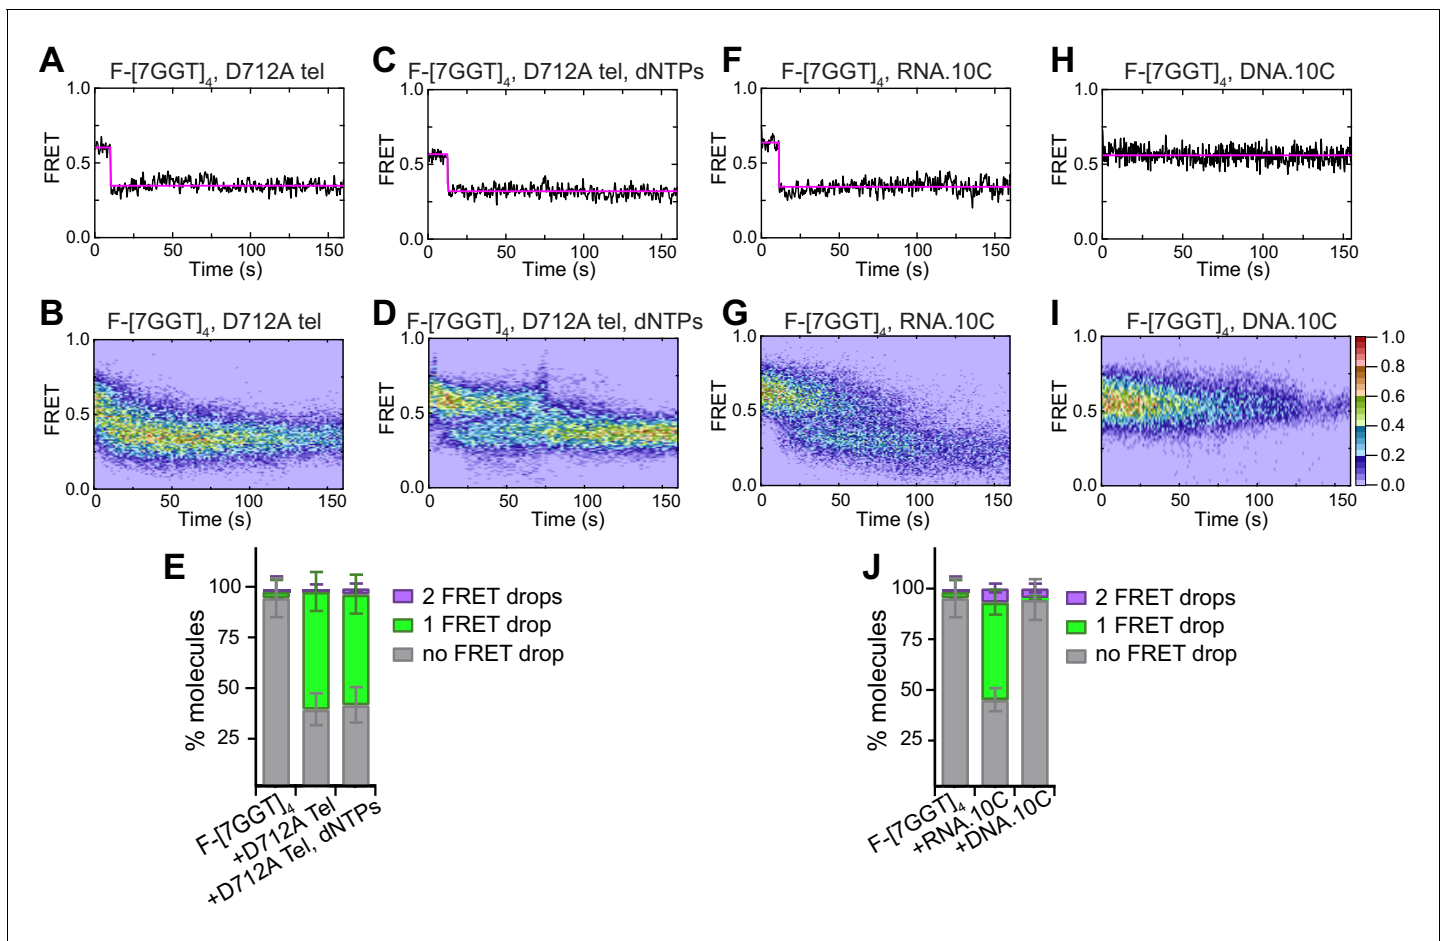 A
F-[7GGT]4, D712A tel
1.0
0.5
0.0
FRET
0 50 100 150
Time (s)
C
F-[7GGT]4, D712A tel, dNTPs
1.0
0.5
0.0
FRET
0 50 100 150
Time (s)
F
F-[7GGT]4, RNA.10C
1.0
0.5
0.0
FRET
0 50 100 150
Time (s)
H
F-[7GGT]4, DNA.10C
1.0
0.5
0.0
FRET
0 50 100 150
Time (s)
B
F-[7GGT]4, D712A tel
1.0
0.5
0.0
FRET
0 50 100 150
Time (s)
D
F-[7GGT]4, D712A tel, dNTPs
1.0
0.5
0.0
FRET
0 50 100 150
Time (s)
G
F-[7GGT]4, RNA.10C
1.0
0.5
0.0
FRET
0 50 100 150
Time (s)
I
F-[7GGT]4, DNA.10C
1.0
0.5
0.0
FRET
0 50 100 150
Time (s)
1.0
0.8
0.6
0.4
0.2
0.0
E
100
75
50
25
% molecules
F-[7GGT]4
+D712A Tel
+D712A Tel, dNTPs
2 FRET drops
1 FRET drop
no FRET drop
J
100
75
50
25
% molecules
F-[7GGT]4
+RNA.10C
+DNA.10C
2 FRET drops
1 FRET drop
no FRET drop